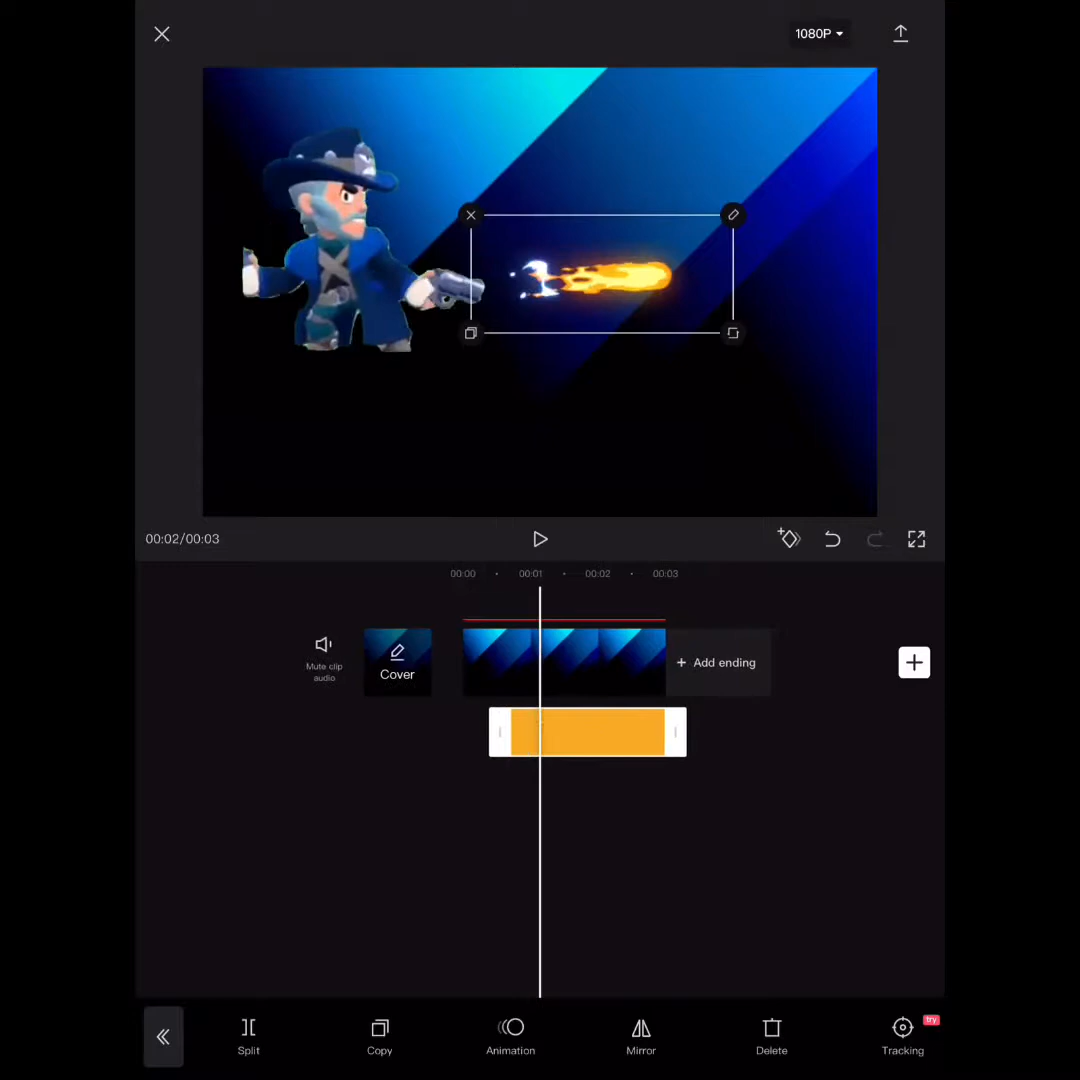 1080P
00:02/00:03
00:00 00:01 00:02 00:03
Mute clip
audio
Cover
+ Add ending
Split
Copy
Animation
Mirror
Delete
Tracking
try